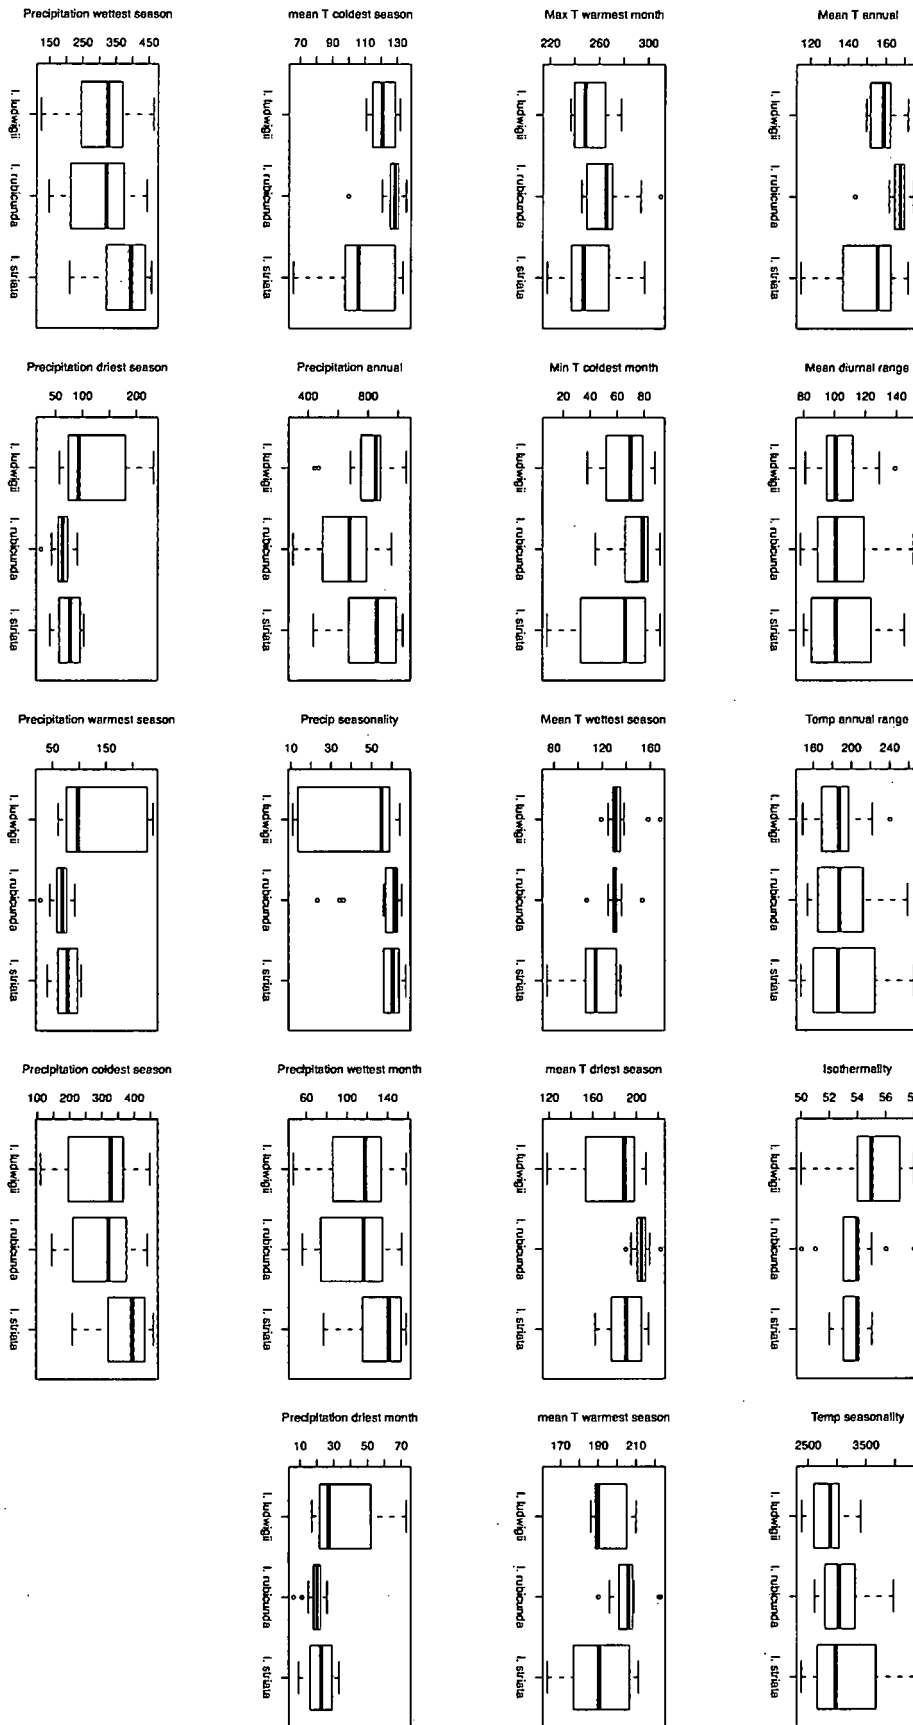 Precipitation wettest season
150 250 350 450
I. ludwigii
I. rubicunda
I. striata
mean T coldest season
70 90 110 130
I. ludwigii
I. rubicunda
I. striata
Max T warmest month
220 260 300
I. ludwigii
I. rubicunda
I. striata
Mean T annual
120 140 160
I. ludwigii
I. rubicunda
I. striata
Precipitation driest season
50 100 200
I. ludwigii
I. rubicunda
I. striata
Precipitation annual
400 800
I. ludwigii
I. rubicunda
I. striata
Min T coldest month
20 40 60 80
I. ludwigii
I. rubicunda
I. striata
Mean diurnal range
80 100 120 140
I. ludwigii
I. rubicunda
I. striata
Precipitation warmest season
50 150
I. ludwigii
I. rubicunda
I. striata
Precip seasonality
10 30 50
I. ludwigii
I. rubicunda
I. striata
Mean T wettest season
80 120 160
I. ludwigii
I. rubicunda
I. striata
Temp annual range
160 200 240
I. ludwigii
I. rubicunda
I. striata
Precipitation coldest season
100 200 300 400
I. ludwigii
I. rubicunda
I. striata
Precipitation wettest month
60 100 140
I. ludwigii
I. rubicunda
I. striata
mean T driest season
120 160 200
I. ludwigii
I. rubicunda
I. striata
Isothermality
50 52 54 56
I. ludwigii
I. rubicunda
I. striata
Precipitation driest month
10 30 50 70
I. ludwigii
I. rubicunda
I. striata
mean T warmest season
170 190 210
I. ludwigii
I. rubicunda
I. striata
Temp seasonality
2500 3500
I. ludwigii
I. rubicunda
I. striata